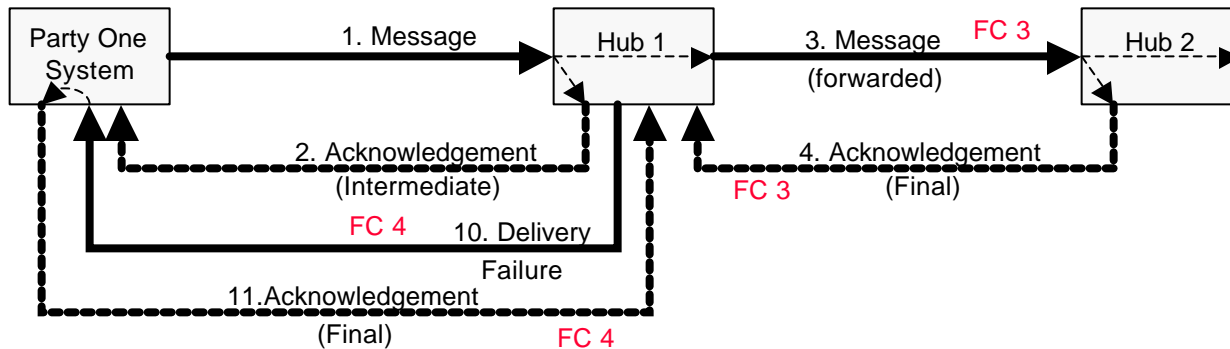 Party One
System
1. Message
Hub 1
3. Message
(forwarded)
FC 3
Hub 2
2. Acknowledgement
(Intermediate)
4. Acknowledgement
(Final)
FC 3
FC 4
10. Delivery
Failure
11.Acknowledgement
(Final)
FC 4